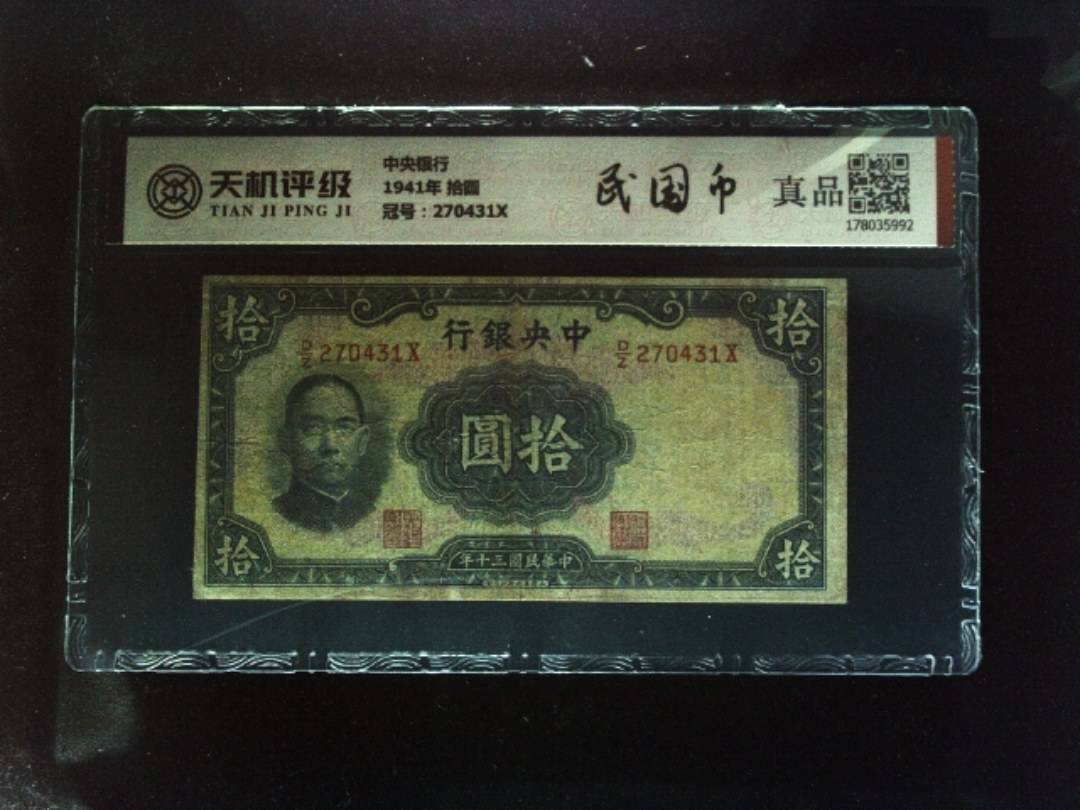 天机评级
TIAN JI PING JI
中央银行
1941年 拾圆
冠号：270431X
民国币
真品
178035992
拾
拾
行銀央中
D/Z 270431X
D/Z 270431X
圓拾
年十三國民華中
拾
拾